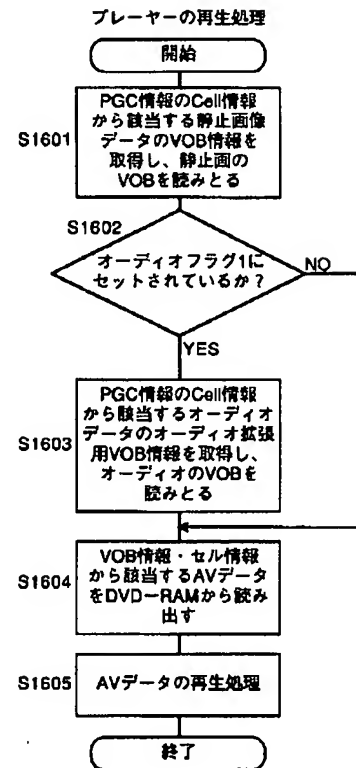 プレーヤーの再生処理
開始
S1601
PGC情報のCell情報
から該当する静止画像
データのVOB情報を
取得し、静止画の
VOBを読みとる
S1602
オーディオフラグ1に
セットされているか?
NO
YES
S1603
PGC情報のCell情報
から該当するオーディオ
データのオーディオ拡張
用VOB情報を取得し、
オーディオのVOBを
読みとる
S1604
VOB情報・セル情報
から該当するAVデータ
をDVD-RAMから読み
出す
S1605
AVデータの再生処理
終了